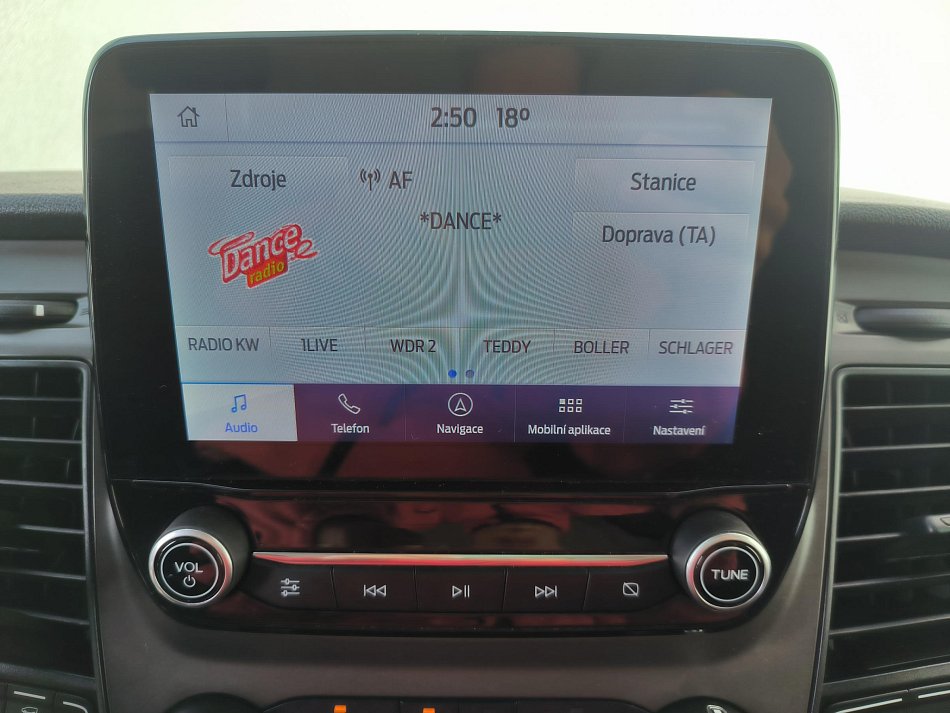 2:50 18º
Zdroje
AF
Stanice
*DANCE*
Doprava (TA)
Dance
radio
RADIO KW
1LIVE
WDR 2
TEDDY
BOLLER
SCHLAGER
Audio
Telefon
Navigace
Mobilní aplikace
Nastavení
VOL
TUNE